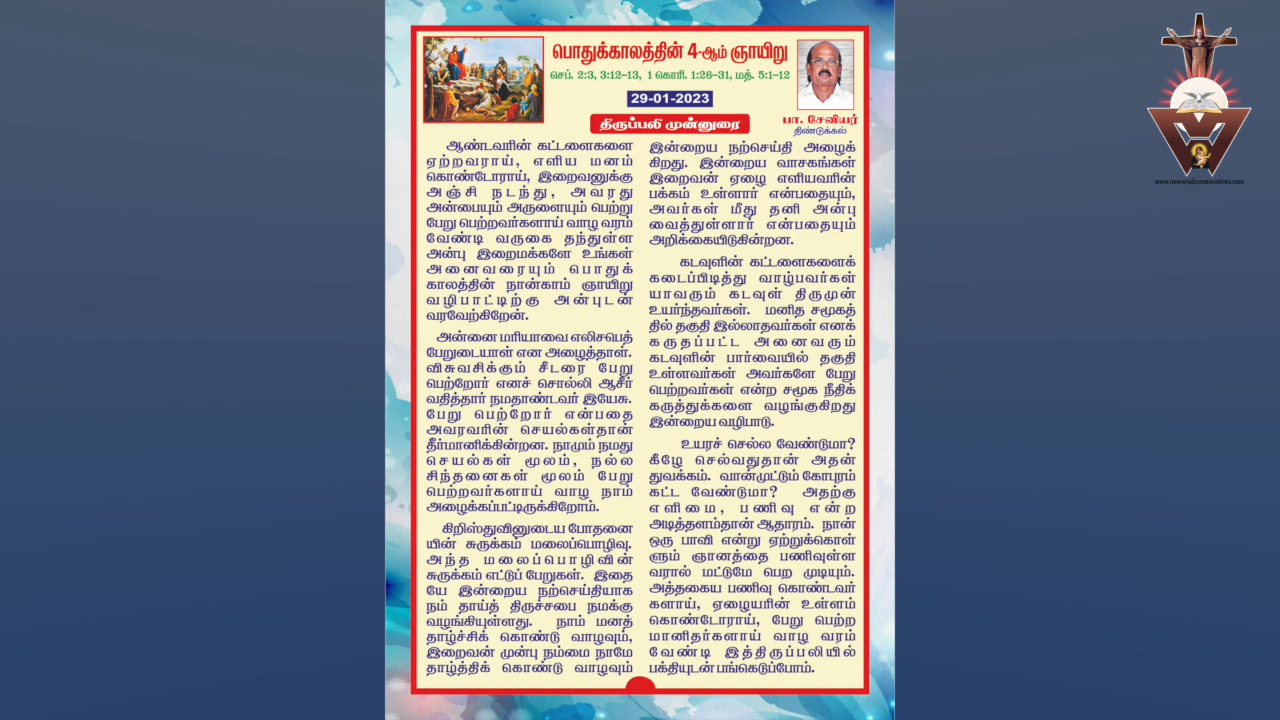 பொதுக்காலத்தின் 4-ஆம் ஞாயிறு
செப். 2:3, 3:12-13, 1 கொரி. 1:26-31, மத். 5:1-12
29-01-2023
திருப்பலி முன்னுரை
பா. சேவியர்
திண்டுக்கல்
ஆண்டவரின் கட்டளைகளை
ஏற்றவராய், எளிய மனம்
கொண்டோராய், இறைவனுக்கு
அஞ்சி நடந்து, அவரது
அன்பையும் அருளையும் பெற்று
பேறு பெற்றவர்களாய் வாழ வரம்
வேண்டி வருகை தந்துள்ள
அன்பு இறைமக்களே உங்கள்
அனைவரையும் பொதுக்
காலத்தின் நான்காம் ஞாயிறு
வழிபாட்டிற்கு அன்புடன்
வரவேற்கிறேன்.
அன்னை மரியாவை எலிசபெத்
பேறுடையாள் என அழைத்தாள்.
விசுவசிக்கும் சீடரை பேறு
பெற்றோர் எனச் சொல்லி ஆசீர்
வதித்தார் நமதாண்டவர் இயேசு.
பேறு பெற்றோர் என்பதை
அவரவரின் செயல்கள்தான்
தீர்மானிக்கின்றன. நாமும் நமது
செயல்கள் மூலம், நல்ல
சிந்தனைகள் மூலம் பேறு
பெற்றவர்களாய் வாழ நாம்
அழைக்கப்பட்டிருக்கிறோம்.
கிறிஸ்துவினுடைய போதனை
யின் சுருக்கம் மலைப்பொழிவு.
அந்த மலைப்பொழிவின்
சுருக்கம் எட்டுப் பேறுகள். இதை
யே இன்றைய நற்செய்தியாக
நம் தாய்த் திருச்சபை நமக்கு
வழங்கியுள்ளது. நாம் மனத்
தாழ்ச்சிக் கொண்டு வாழவும்,
இறைவன் முன்பு நம்மை நாமே
தாழ்த்திக் கொண்டு வாழவும்
இன்றைய நற்செய்தி அழைக்
கிறது. இன்றைய வாசகங்கள்
இறைவன் ஏழை எளியவரின்
பக்கம் உள்ளார் என்பதையும்,
அவர்கள் மீது தனி அன்பு
வைத்துள்ளார் என்பதையும்
அறிக்கையிடுகின்றன.
கடவுளின் கட்டளைகளைக்
கடைப்பிடித்து வாழ்பவர்கள்
யாவரும் கடவுள் திருமுன்
உயர்ந்தவர்கள். மனித சமூகத்
தில் தகுதி இல்லாதவர்கள் எனக்
கருதப்பட்ட அனைவரும்
கடவுளின் பார்வையில் தகுதி
உள்ளவர்கள் அவர்களே பேறு
பெற்றவர்கள் என்ற சமூக நீதிக்
கருத்துக்களை வழங்குகிறது
இன்றைய வழிபாடு.
உயரச் செல்ல வேண்டுமா?
கீழே செல்வதுதான் அதன்
துவக்கம். வான்முட்டும் கோபுரம்
கட்ட வேண்டுமா? அதற்கு
எளிமை, பணிவு என்ற
அடித்தளம்தான் ஆதாரம். நான்
ஒரு பாவி என்று ஏற்றுக்கொள்
ளும் ஞானத்தை பணிவுள்ள
வரால் மட்டுமே பெற முடியும்.
அத்தகைய பணிவு கொண்டவர்
களாய், ஏழையரின் உள்ளம்
கொண்டோராய், பேறு பெற்ற
மானிதர்களாய் வாழ வரம்
வேண்டி இத்திருப்பலியில்
பக்தியுடன் பங்கெடுப்போம்.
www.newwisdomministries.com